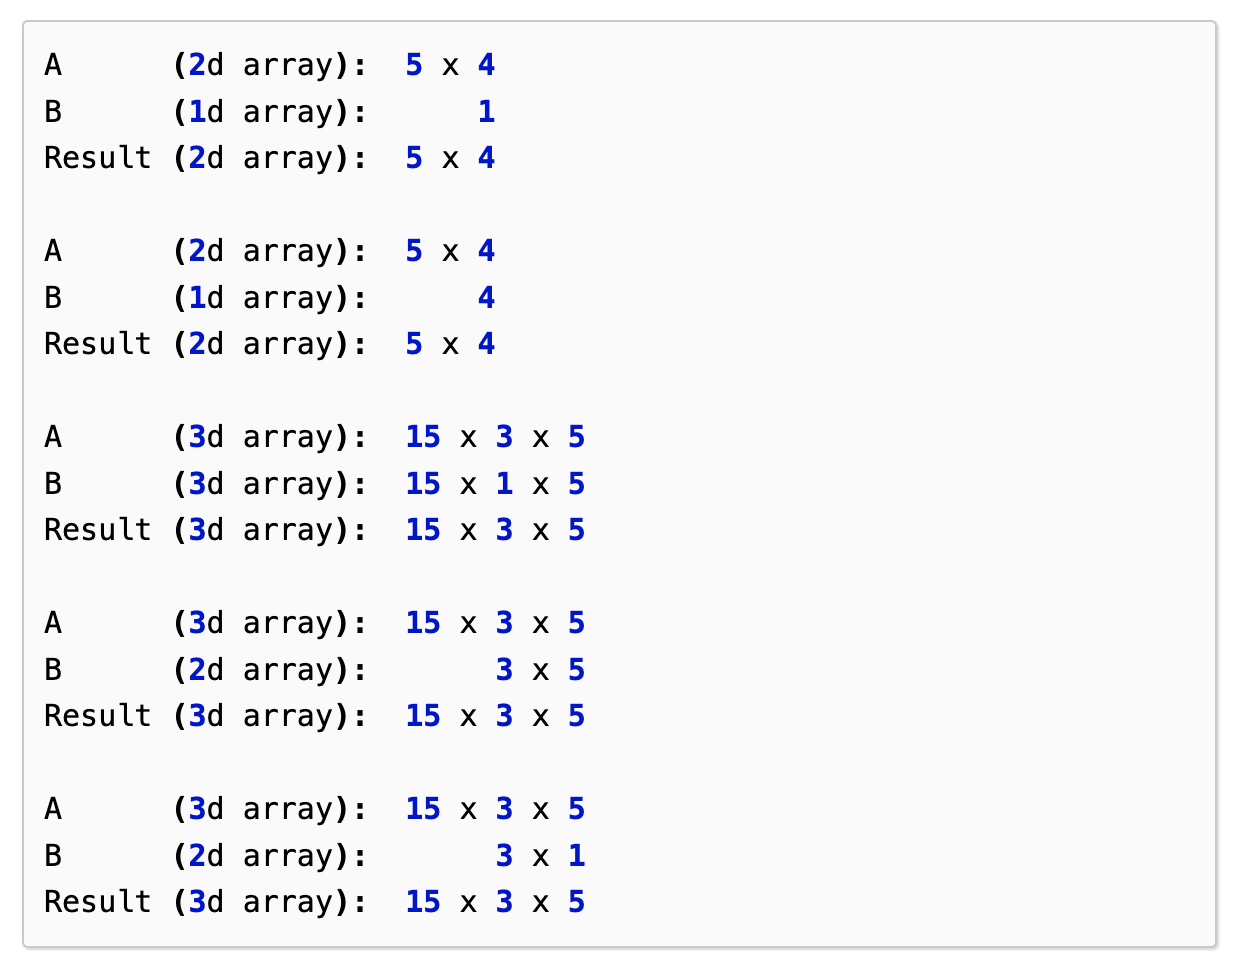 A      (2d array):  5 x 4
B      (1d array):      1
Result (2d array):  5 x 4

A      (2d array):  5 x 4
B      (1d array):      4
Result (2d array):  5 x 4

A      (3d array):  15 x 3 x 5
B      (3d array):  15 x 1 x 5
Result (3d array):  15 x 3 x 5

A      (3d array):  15 x 3 x 5
B      (2d array):       3 x 5
Result (3d array):  15 x 3 x 5

A      (3d array):  15 x 3 x 5
B      (2d array):       3 x 1
Result (3d array):  15 x 3 x 5